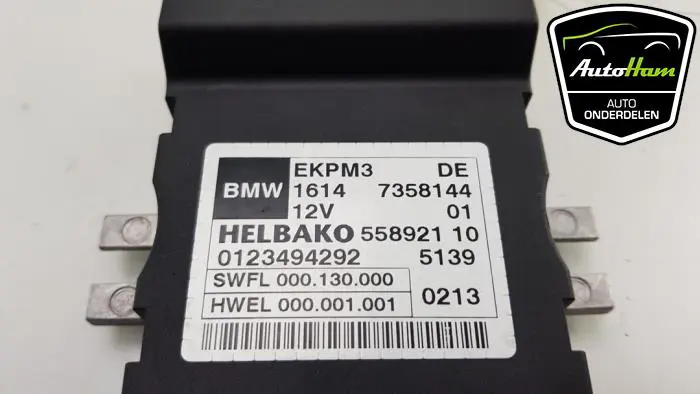 EKPM3 DE
BMW 1614 7358144
12V 01
HELBAKO 558921 10
0123494292 5139
SWFL 000.130.000
HWEL 000.001.001 0213
AutoHam
AUTO
ONDERDELEN